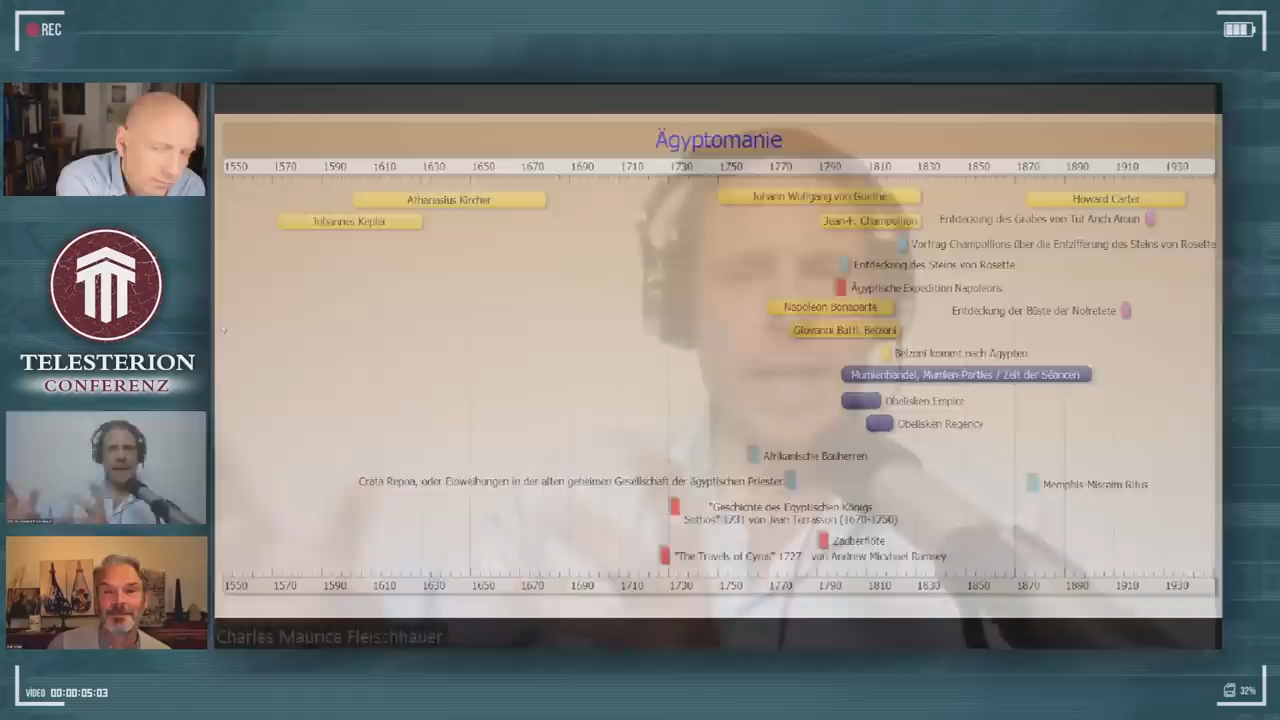 REC
Ägyptomanie
1550 1570 1590 1610 1630 1650 1670 1690 1710 1730 1750 1770 1790 1810 1830 1850 1870 1890 1910 1930
Athanasius Kircher
Johann Wolfgang von Goethe
Howard Carter
Johannes Kepler
Jean-F. Champollion
Entdeckung des Grabes von Tut Anch Amun
Vortrag Champollions über die Entzifferung des Steins von Rosette
Entdeckung des Steins von Rosette
Ägyptische Expedition Napoleons
Napoleon Bonaparte
Entdeckung der Büste der Nofretete
Giovanni Batti. Belzoni
Belzoni kommt nach Ägypten
Mumienhandel, Mumien-Parties / Zeit der Séancen
Obelisken Empire
Obelisken Regency
Afrikanische Bauherren
Crata Repoa, oder Einweihungen in der alten geheimen Gesellschaft der ägyptischen Priester
Memphis-Misraim Ritus
"Geschichte des Egyptischen Königs
Sethos" 1731 von Jean Terrasson (1670-1750)
Zauberflöte
"The Travels of Cyrus" 1727 von Andrew Micvhael Ramsey
1550 1570 1590 1610 1630 1650 1670 1690 1710 1730 1750 1770 1790 1810 1830 1850 1870 1890 1910 1930
TELESTERION
CONFERENZ
Charles Maurice Fleischhauer
VÍDEO 00:00:05:03
32%